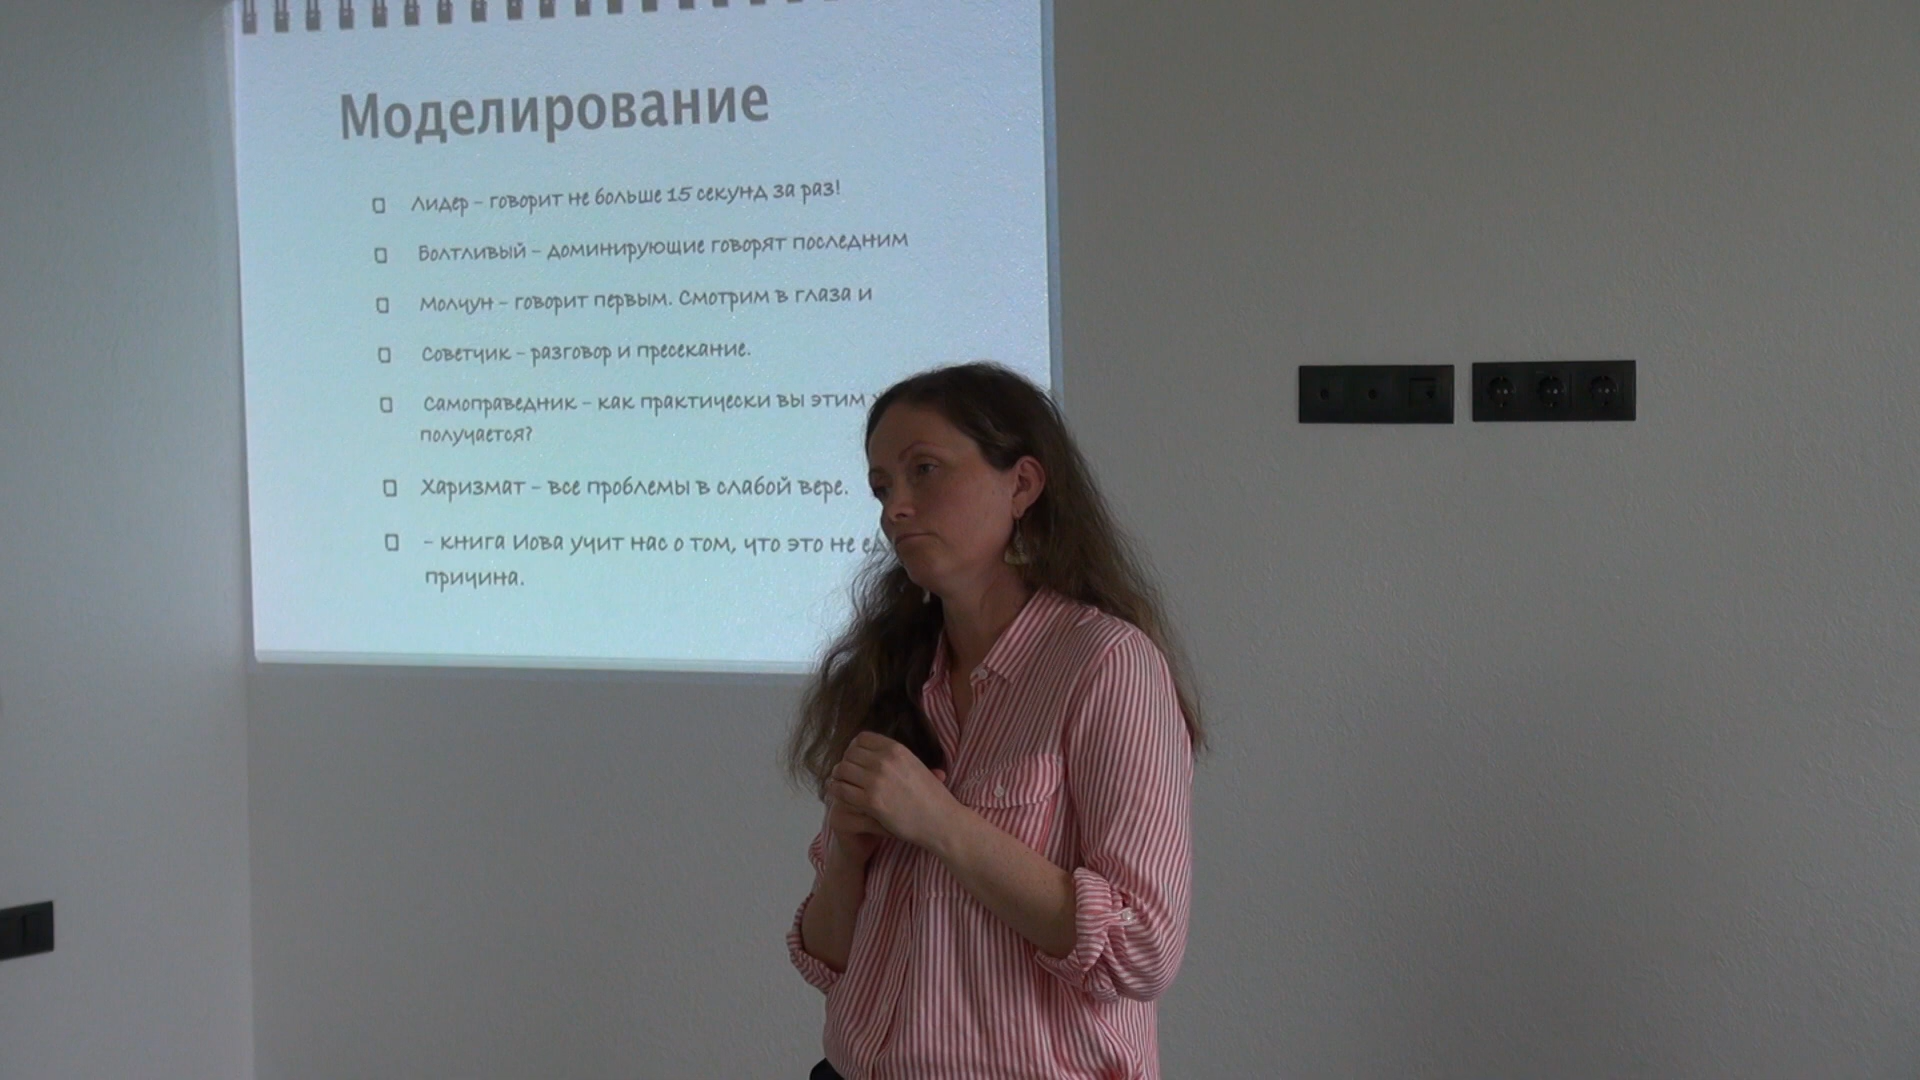 Моделирование
Лидер – говорит не больше 15 секунд за раз!
Болтливый – доминирующие говорят последним
Молчун – говорит первым. Смотрим в глаза и
Советчик – разговор и пресекание.
Самоправедник – как практически вы этим
получается?
Харизмат – все проблемы в слабой вере.
– книга Иова учит нас о том, что это не
причина.